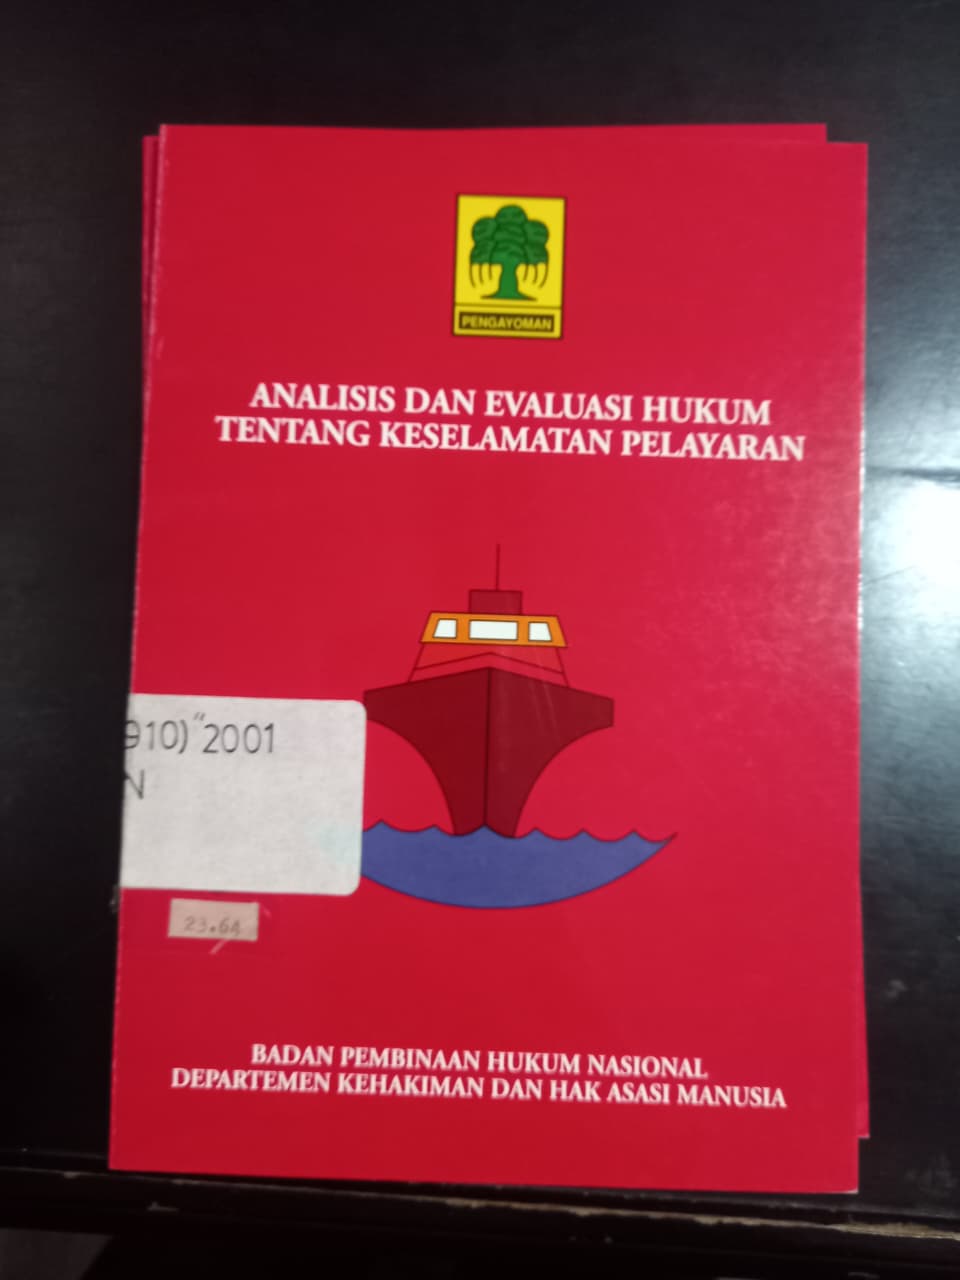 PENGAYOMAN
ANALISIS DAN EVALUASI HUKUM
TENTANG KESELAMATAN PELAYARAN
910) "2001
N
23.64
BADAN PEMBINAAN HUKUM NASIONAL
DEPARTEMEN KEHAKIMAN DAN HAK ASASI MANUSIA